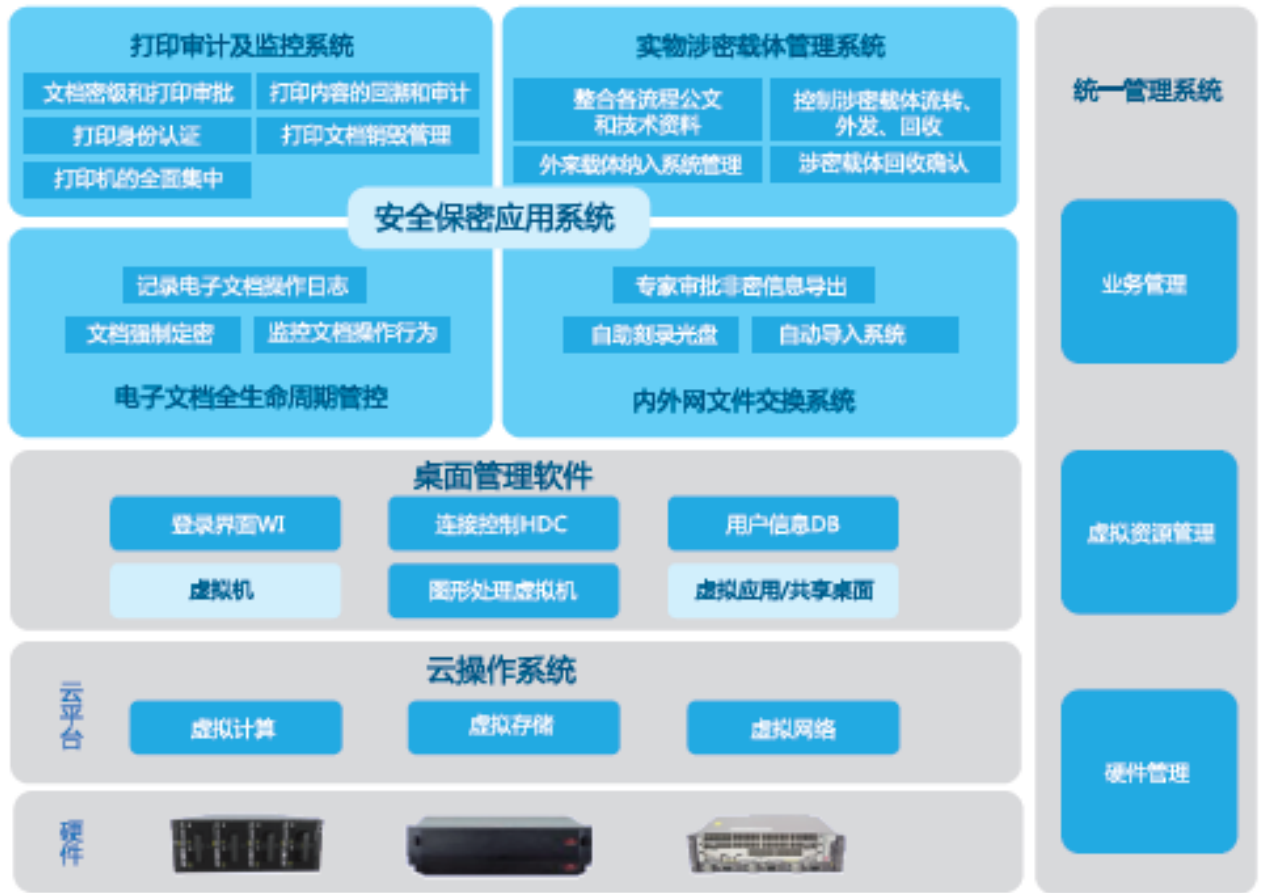 打印审计及监控系统
文档密级和打印审批
打印内容的回溯和审计
打印身份认证
打印文档销毁管理
打印机的全面集中
实物涉密载体管理系统
整合各流程公文
和技术资料
控制涉密载体流转、
外发、回收
外来载体纳入系统管理
涉密载体回收确认
安全保密应用系统
记录电子文档操作日志
文档强制定密
监控文档操作行为
电子文档全生命周期管控
专家审批非密信息导出
自助刻录光盘
自动导入系统
内外网文件交换系统
桌面管理软件
登录界面WI
连接控制HDC
用户信息DB
虚拟机
图形处理虚拟机
虚拟应用/共享桌面
云平台
云操作系统
虚拟计算
虚拟存储
虚拟网络
硬件
统一管理系统
业务管理
虚拟资源管理
硬件管理